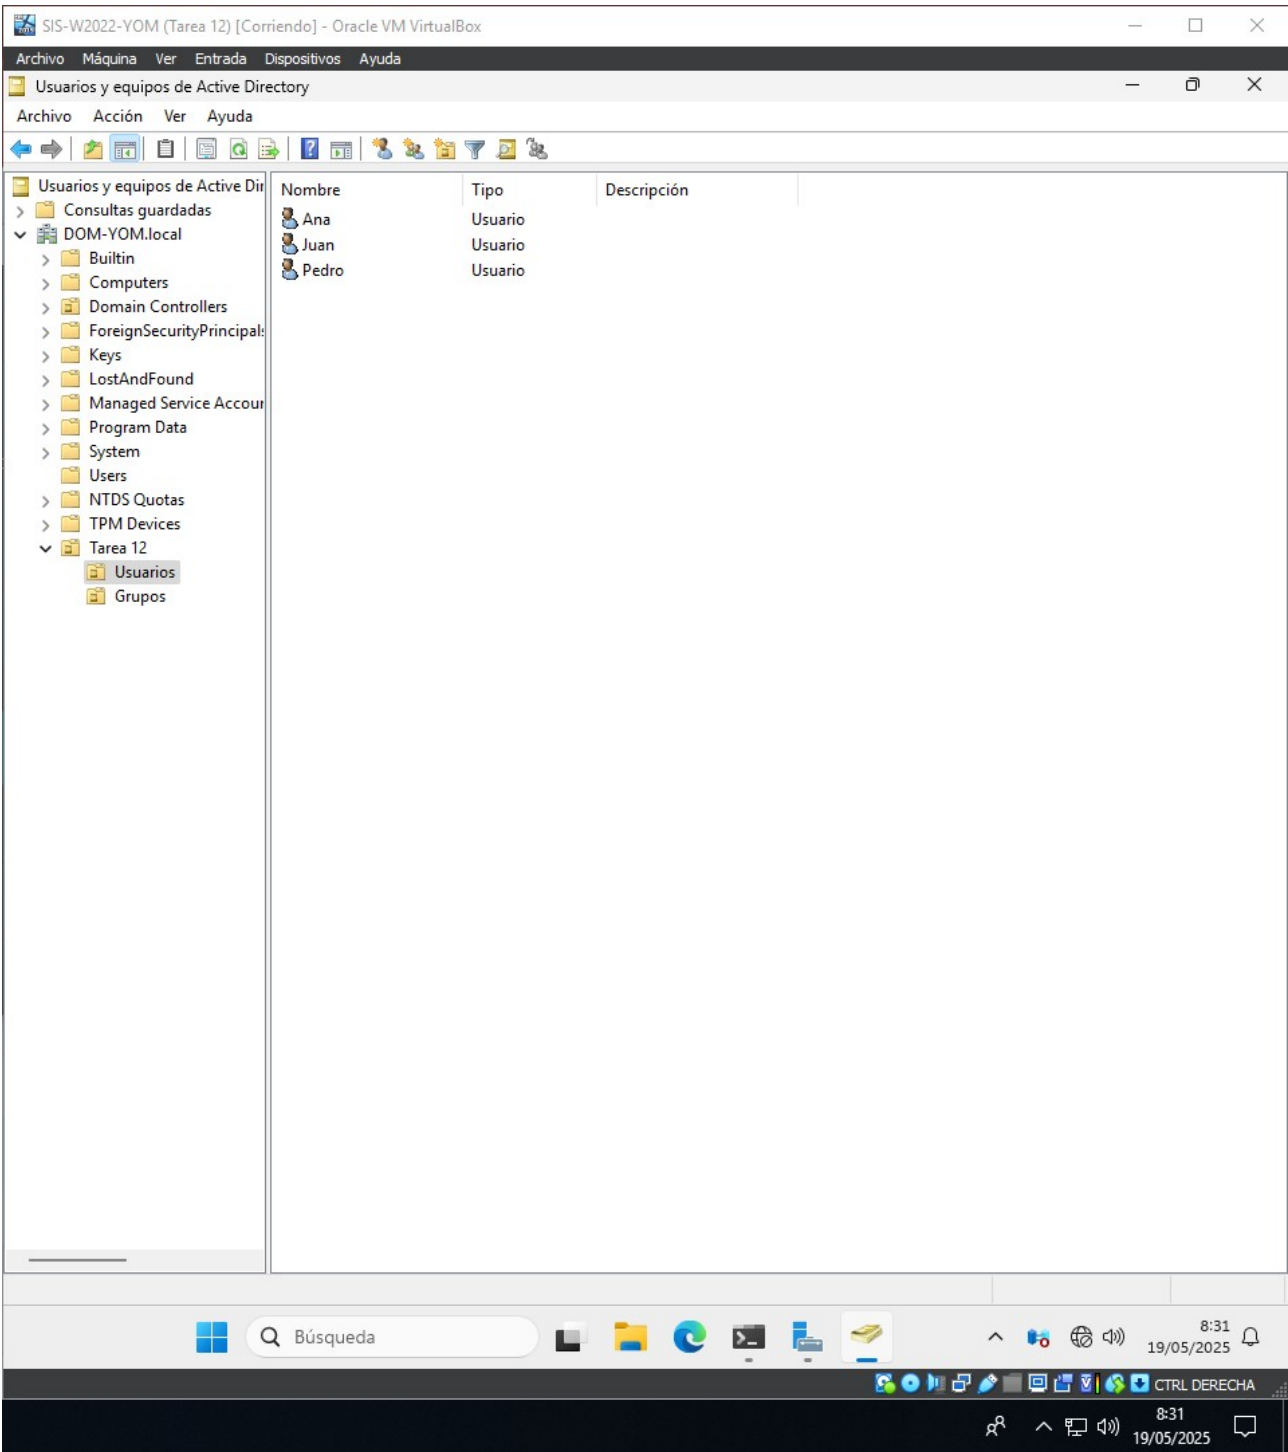 SIS-W2022-YOM (Tarea 12) [Corriendo] - Oracle VM VirtualBox
Archivo Máquina Ver Entrada Dispositivos Ayuda
Usuarios y equipos de Active Directory
Archivo Acción Ver Ayuda
Usuarios y equipos de Active Dir
Consultas guardadas
DOM-YOM.local
Builtin
Computers
Domain Controllers
ForeignSecurityPrincipals
Keys
LostAndFound
Managed Service Accour
Program Data
System
Users
NTDS Quotas
TPM Devices
Tarea 12
Usuarios
Grupos
Nombre Tipo Descripción
Ana Usuario
Juan Usuario
Pedro Usuario
Búsqueda
8:31
19/05/2025
CTRL DERECHA
8:31
19/05/2025